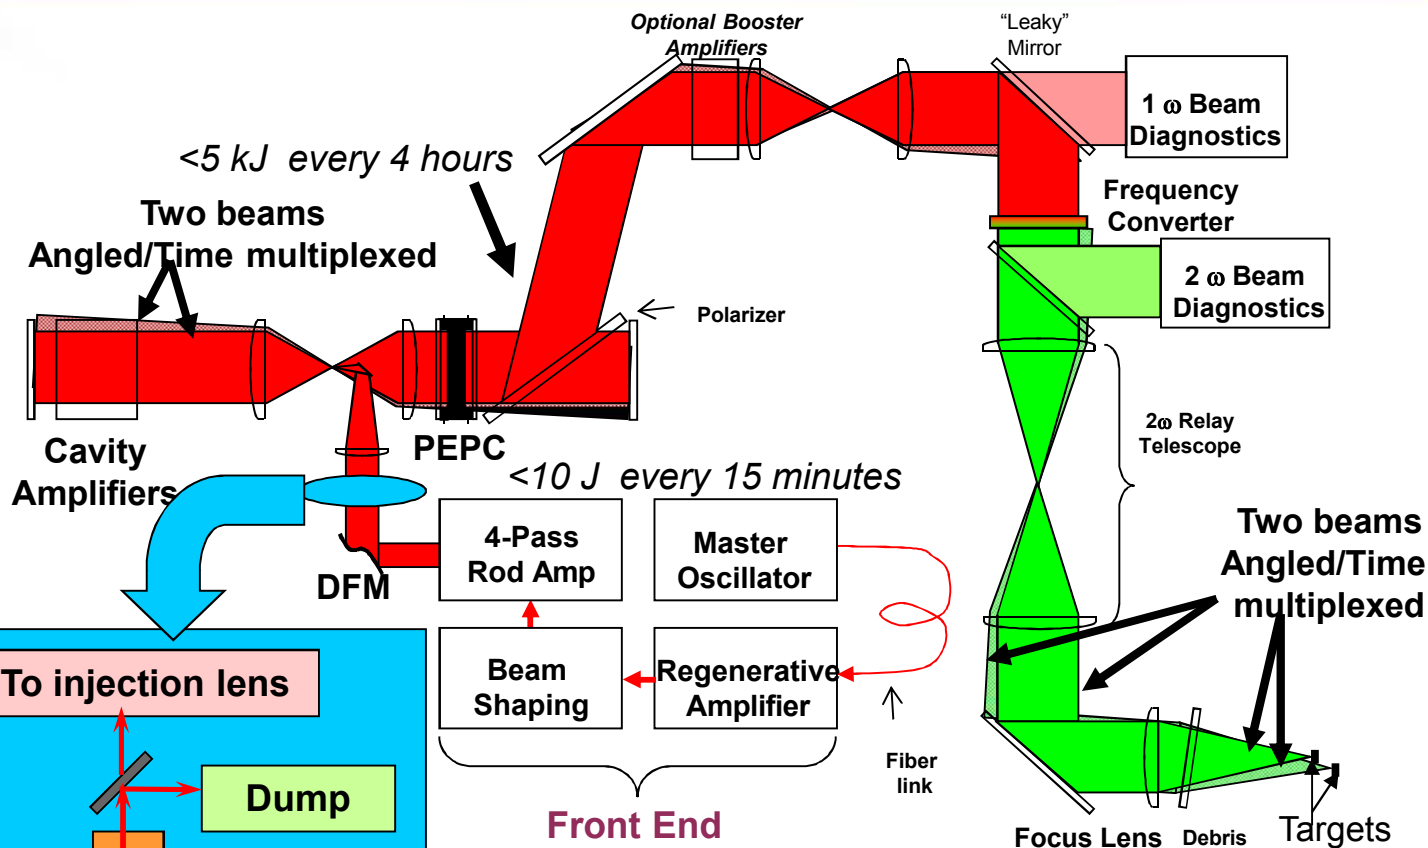 Optional Booster
Amplifiers
“Leaky”
Mirror
1 ω Beam
Diagnostics
<5 kJ every 4 hours
Two beams
Angled/Time multiplexed
Frequency
Converter
2 ω Beam
Diagnostics
Polarizer
Cavity
Amplifiers
PEPC
2ω Relay
Telescope
<10 J every 15 minutes
4-Pass
Rod Amp
Master
Oscillator
DFM
Two beams
Angled/Time
multiplexed
To injection lens
Beam
Shaping
Regenerative
Amplifier
Fiber
link
Dump
Front End
Focus Lens
Debris
Targets